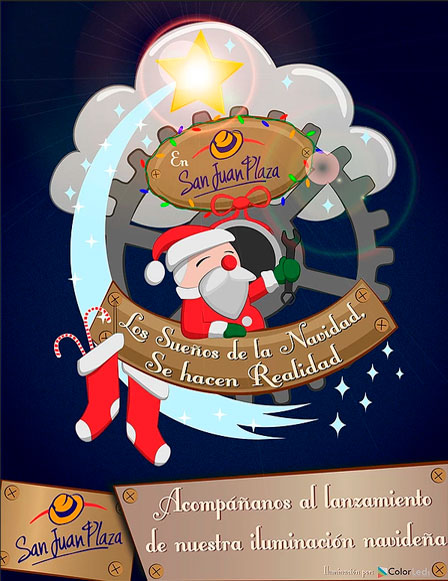 En
San Juan Plaza
Los Sueños de la Navidad,
Se hacen Realidad
San Juan Plaza
Acompáñanos al lanzamiento
de nuestra iluminación navideña
Iluminación por: ColorLeds